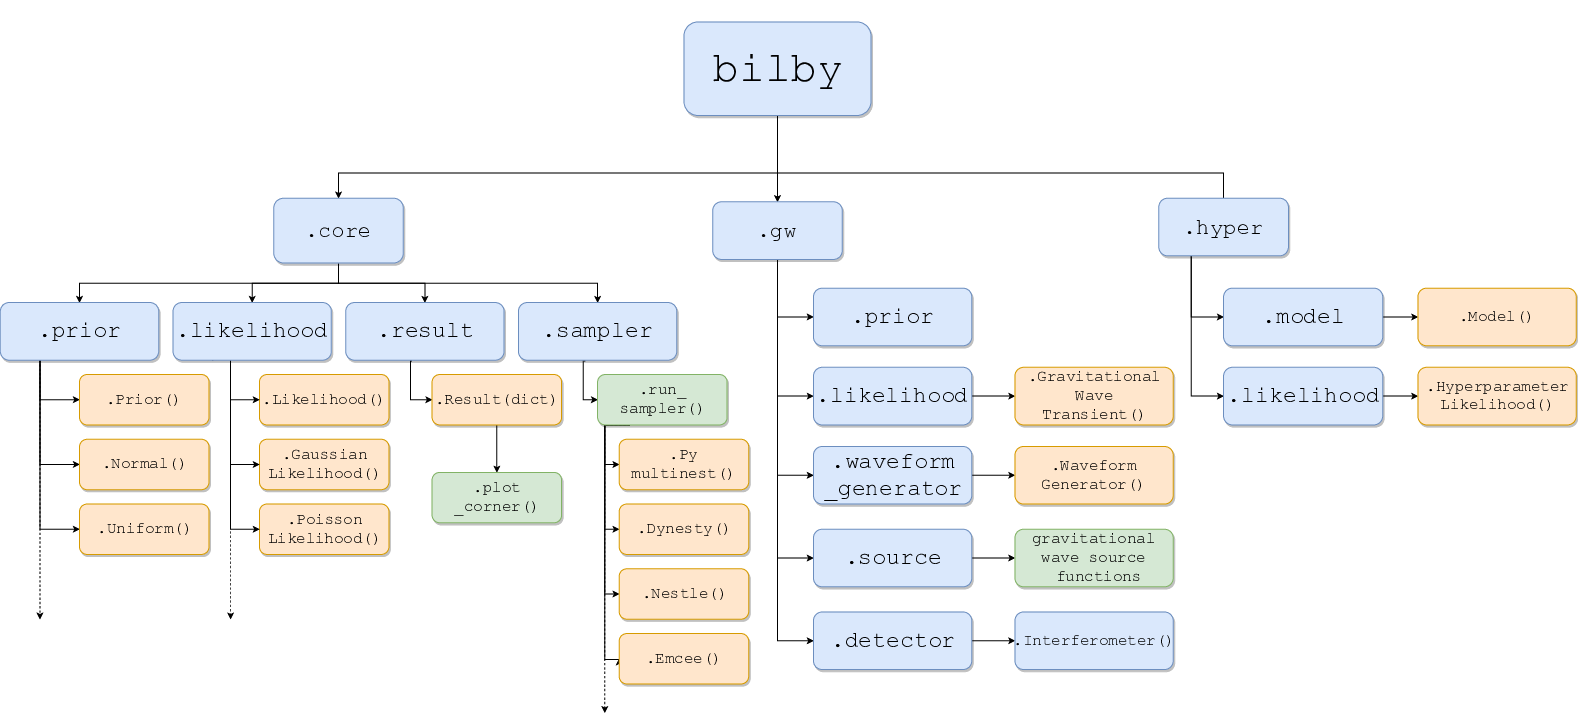 bilby
.core
.gw
.hyper
.prior
.likelihood
.result
.sampler
.Prior()
.Normal()
.Uniform()
.Likelihood()
.Gaussian
Likelihood()
.Poisson
Likelihood()
.Result(dict)
.plot
_corner()
.run_
sampler()
.Py
multinest()
.Dynesty()
.Nestle()
.Emcee()
.prior
.likelihood
.Gravitational
Wave
Transient()
.waveform
_generator
.Waveform
Generator()
.source
gravitational
wave source
functions
.detector
.Interferometer()
.model
.Model()
.likelihood
.Hyperparameter
Likelihood()